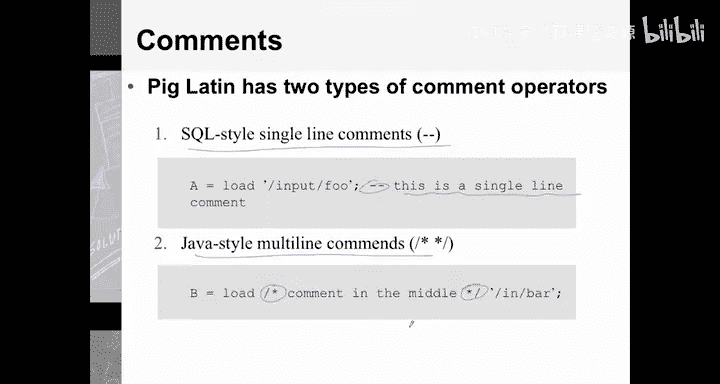 bilibili
Comments
• Pig Latin has two types of comment operators
1. SQL-style single line comments (--)
A = load '/input/foo'; -- this is a single line
comment
2. Java-style multiline commends (/* */)
B = load /* comment in the middle */ '/in/bar';